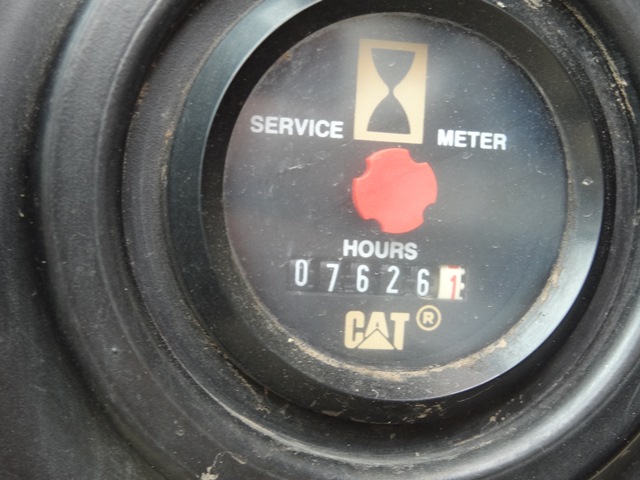 SERVICE METER
HOURS
076261
CAT®